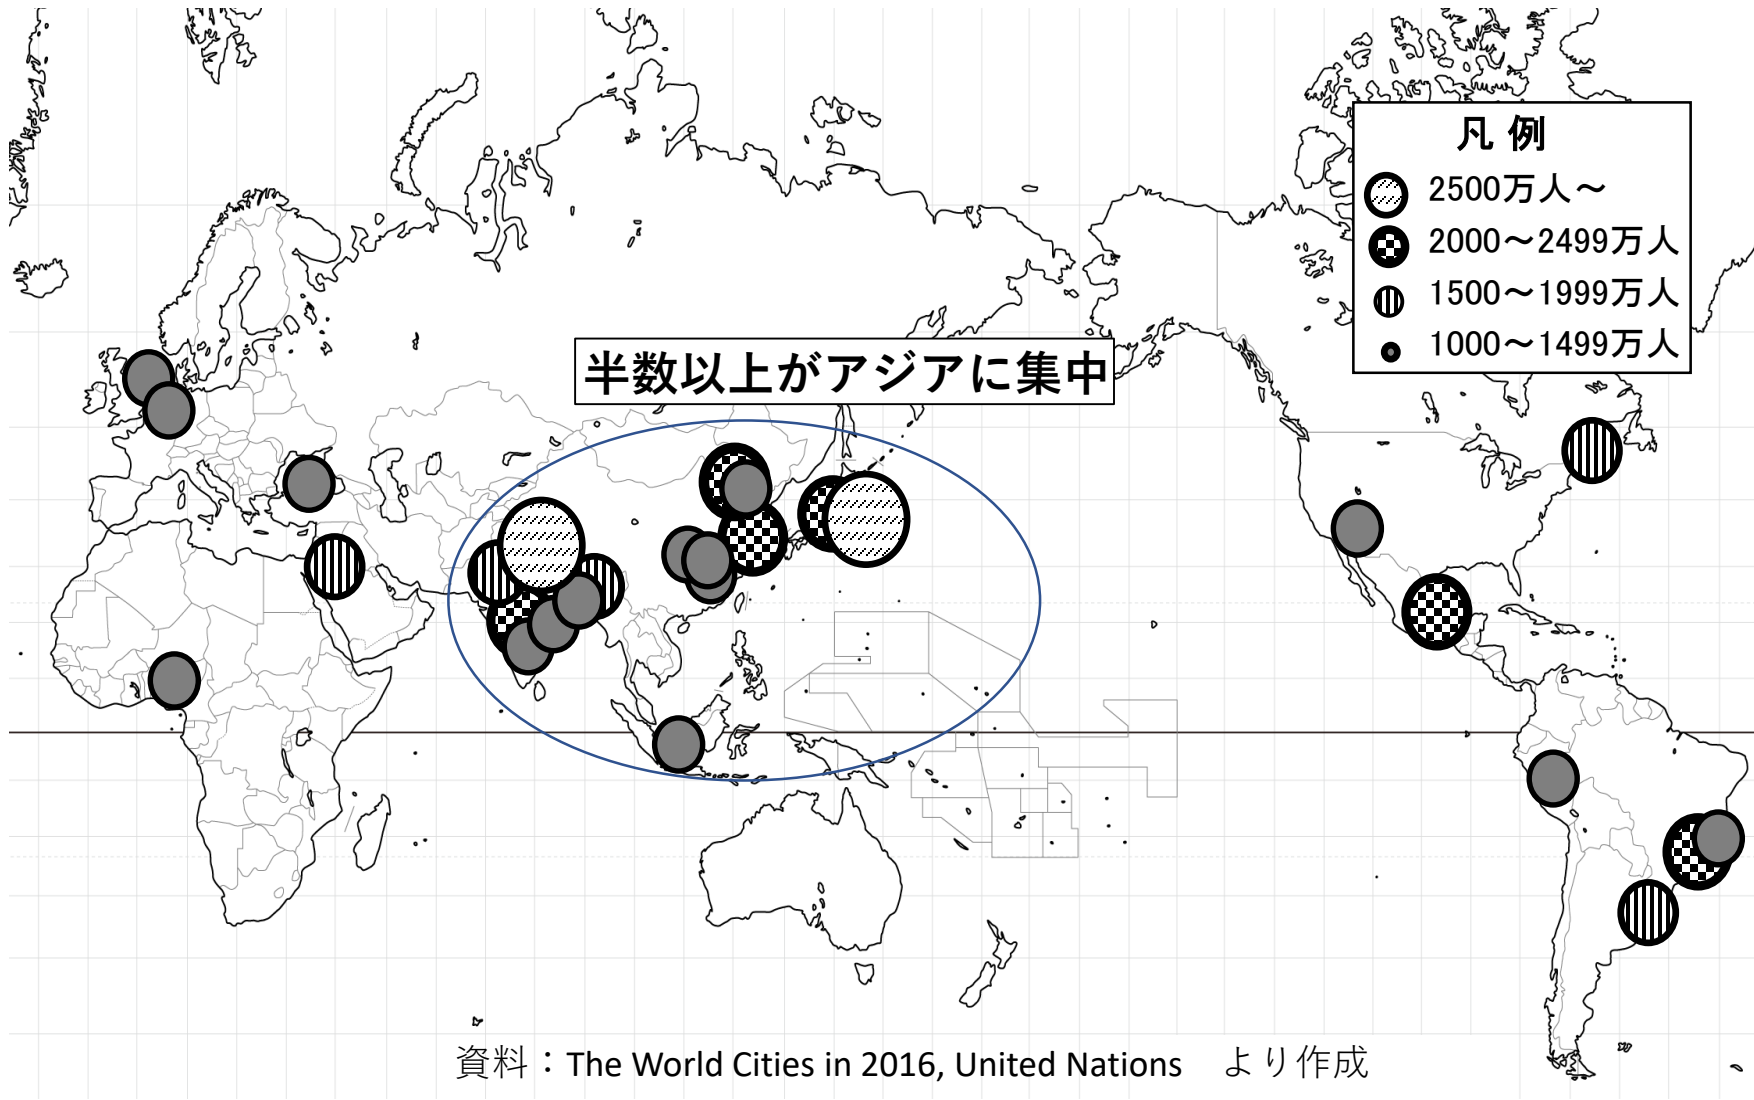 凡 例
2500万人～
2000～2499万人
1500～1999万人
1000～1499万人
半数以上がアジアに集中
資料：The World Cities in 2016, United Nations　より作成